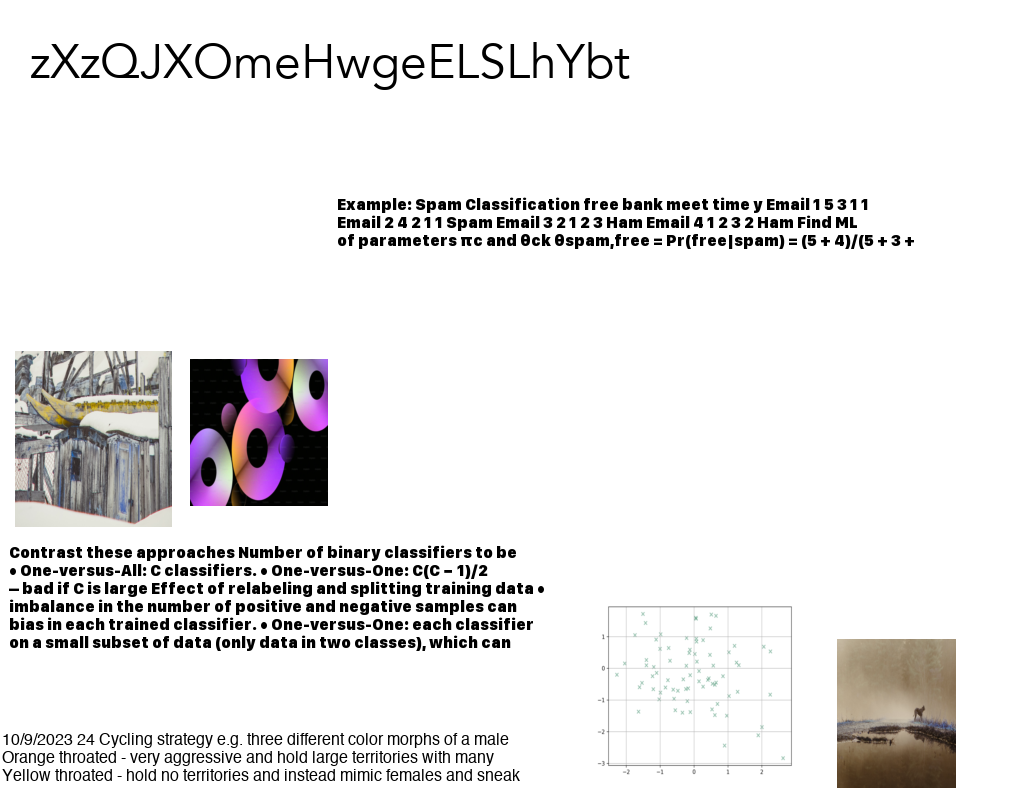 zXzQJXOmeHwgeELSLhYbt
Example: Spam Classification free bank meet time y Email 1 5 3 1 1
Email 2 4 2 1 1 Spam Email 3 2 1 2 3 Ham Email 4 1 2 3 2 Ham Find ML
of parameters πc and θck θspam,free = Pr(free|spam) = (5 + 4)/(5 + 3 +
Contrast these approaches Number of binary classifiers to be
• One-versus-All: C classifiers. • One-versus-One: C(C − 1)/2
– bad if C is large Effect of relabeling and splitting training data •
imbalance in the number of positive and negative samples can
bias in each trained classifier. • One-versus-One: each classifier
on a small subset of data (only data in two classes), which can
1
0
−1
−2
−3
−2 −1 0 1 2
10/9/2023 24 Cycling strategy e.g. three different color morphs of a male
Orange throated - very aggressive and hold large territories with many
Yellow throated - hold no territories and instead mimic females and sneak